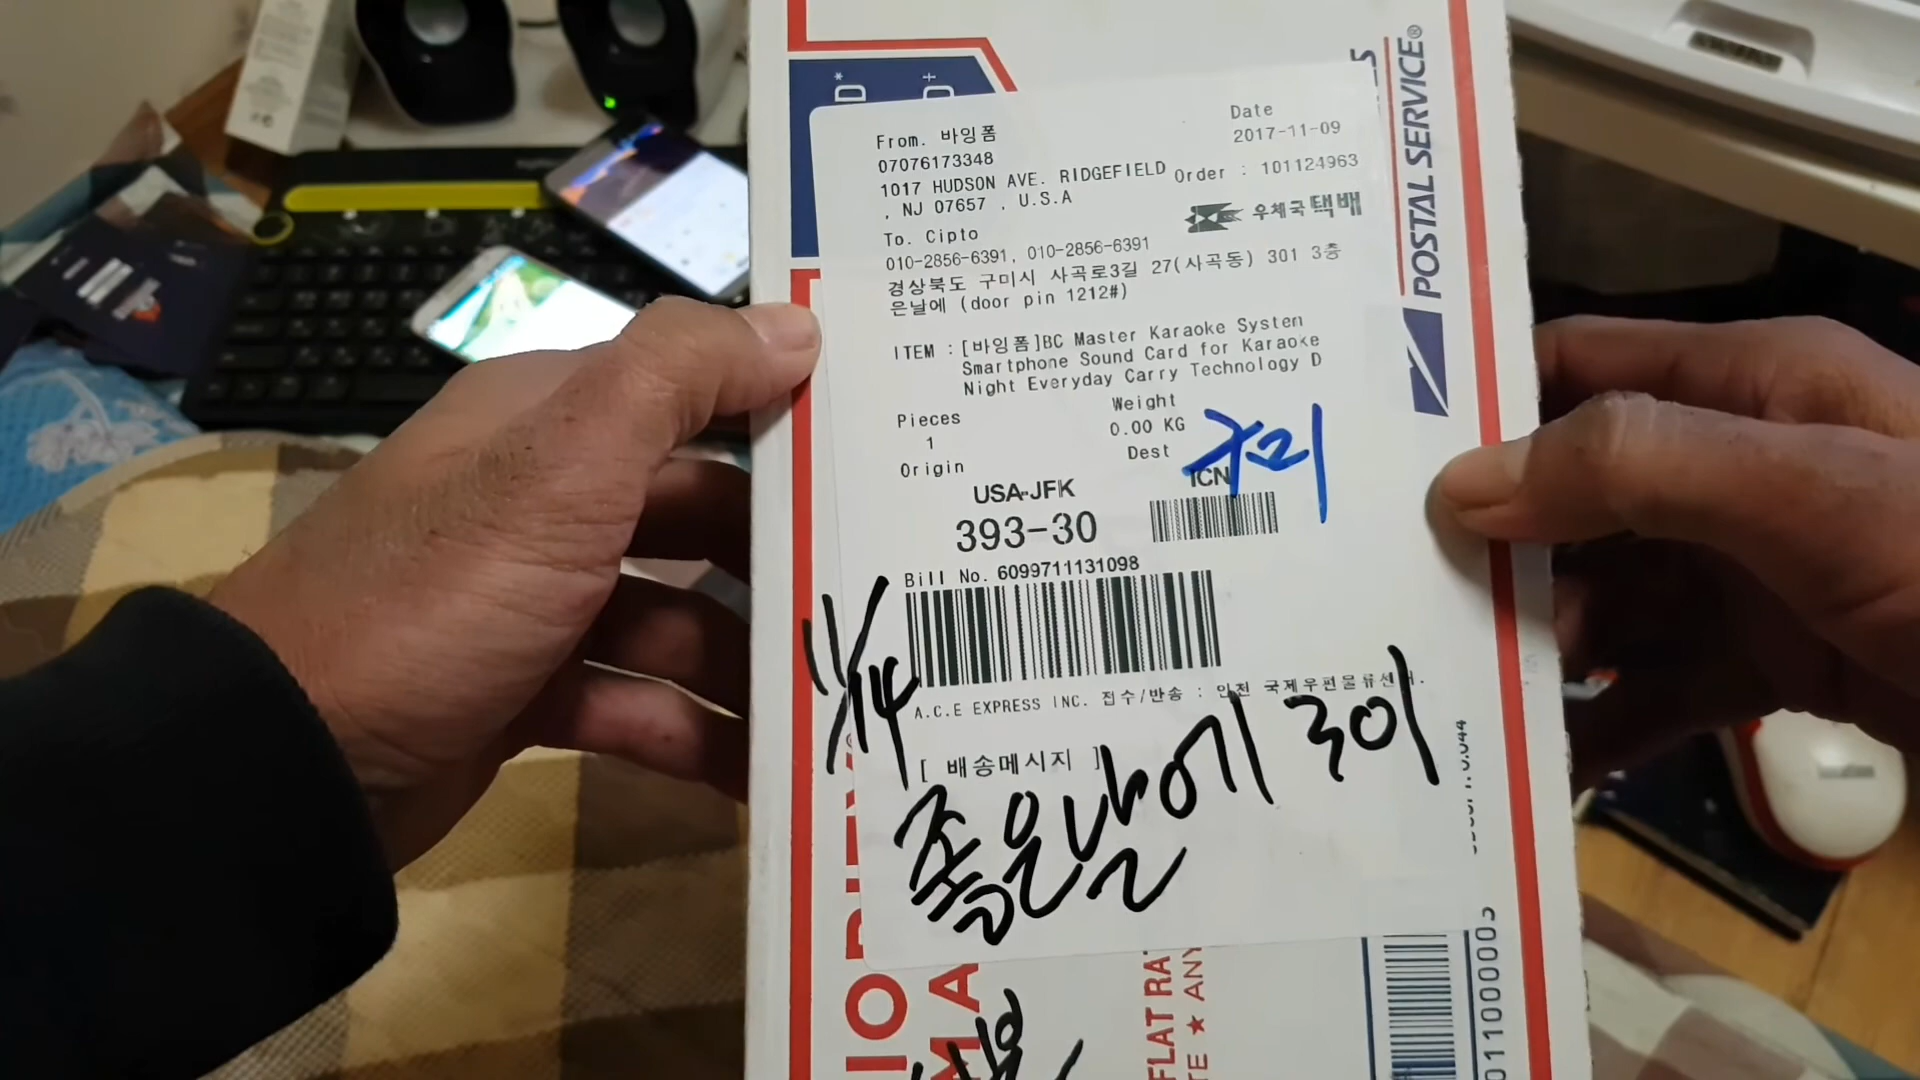 From. 바잉폼
07076173348
1017 HUDSON AVE. RIDGEFIELD
, NJ 07657 , U.S.A
Date
2017-11-09
Order : 101124963
우체국택배
To. Cipto
010-2856-6391, 010-2856-6391
경상북도 구미시 사곡로3길 27(사곡동) 301 3층
은날에 (door pin 1212#)
ITEM : [바잉폼]BC Master Karaoke System
Smartphone Sound Card for Karaoke
Night Everyday Carry Technology D
Pieces
1
Weight
0.00 KG
Origin
USA-JFK
Dest
ICN
구미
393-30
Bill No. 6099711131098
11/14
A.C.E EXPRESS INC. 접수/반송 : 인천 국제우편물류센터.
[ 배송메시지 ]
좋은날에 301
POSTAL SERVICE®
FLAT RA
TE ★ ANY
MA
D*
D†